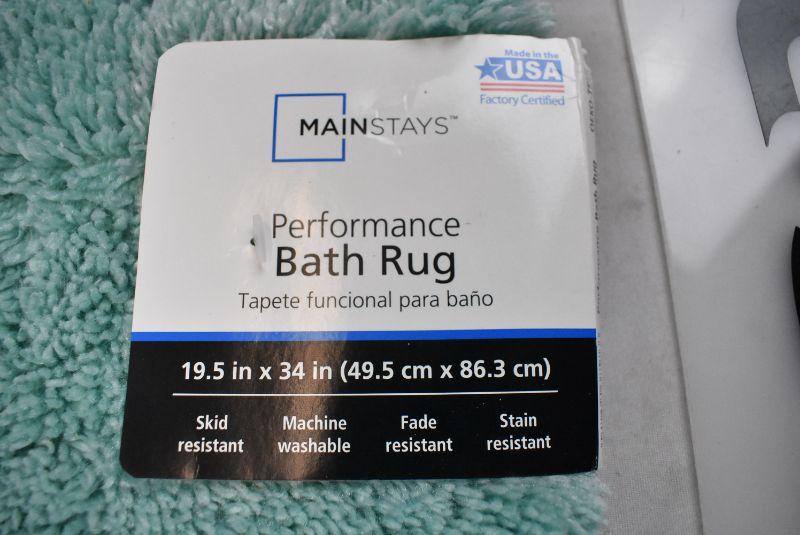 Made in the
USA
Factory Certified
MAINSTAYS™
Performance
Bath Rug
Tapete funcional para baño
19.5 in x 34 in (49.5 cm x 86.3 cm)
Skid resistant
Machine washable
Fade resistant
Stain resistant